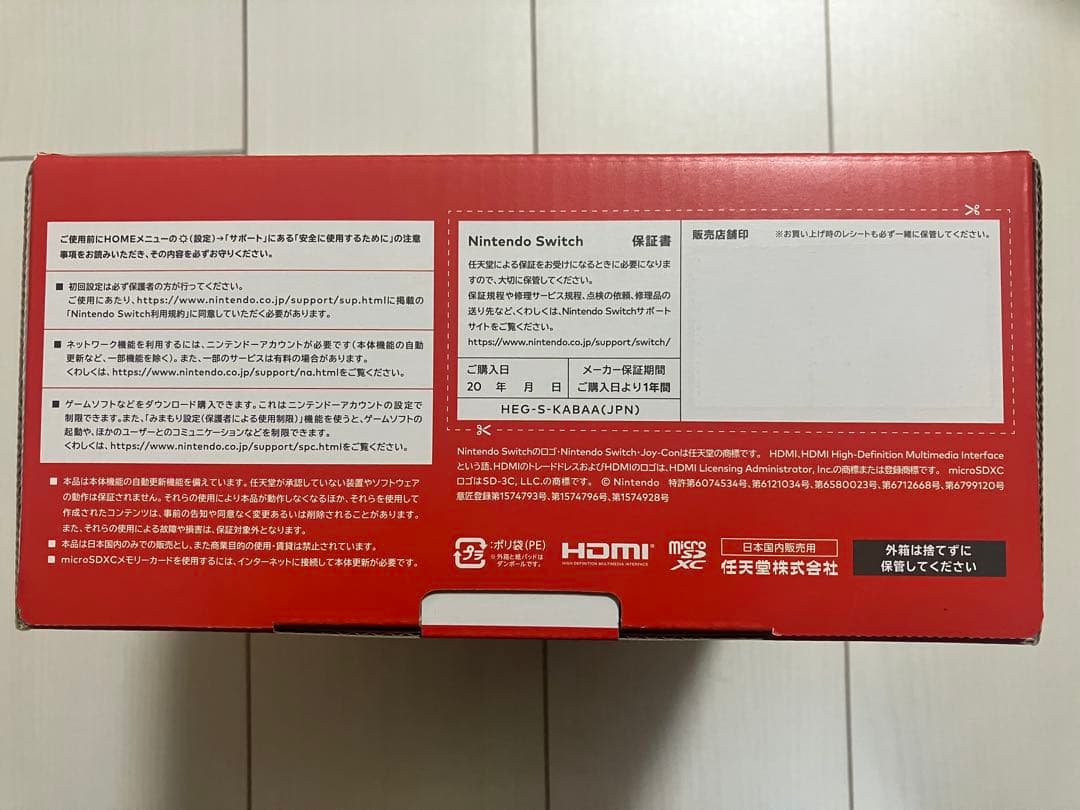 ご使用前にHOMEメニューの(設定)→「サポート」にある「安全に使用するために」の注意
事項をお読みいただき、その内容を必ずお守りください。
■ 初回設定は必ず保護者の方が行ってください。
ご使用にあたり、https://www.nintendo.co.jp/support/sup.htmlに掲載の
「Nintendo Switch利用規約」に同意していただく必要があります。
■ ネットワーク機能を利用するには、ニンテンドーアカウントが必要です(本体機能の自動
更新など、一部機能を除く)。また、一部のサービスは有料の場合があります。
くわしくは、https://www.nintendo.co.jp/support/na.htmlをご覧ください。
■ ゲームソフトなどをダウンロード購入できます。これはニンテンドーアカウントの設定で
制限できます。また、「みまもり設定(保護者による使用制限)」機能を使うと、ゲームソフトの
起動や、ほかのユーザーとのコミュニケーションなどを制限できます。
くわしくは、https://www.nintendo.co.jp/support/spc.htmlをご覧ください。
■ 本品は本体機能の自動更新機能を備えています。任天堂が承認していない装置やソフトウェア
の動作は保証されません。それらの使用により本品が動作しなくなるほか、それらを使用して
作成されたコンテンツは、事前の告知や同意なく変更あるいは削除されることがあります。
また、それらの使用による故障や損害は、保証対象外となります。
■ 本品は日本国内のみでの販売とし、また商業目的の使用・賃貸は禁止されています。
■ microSDXCメモリーカードを使用するには、インターネットに接続して本体更新が必要です。
Nintendo Switch 保証書
任天堂による保証をお受けになるときに必要になりま
すので、大切に保管してください。
保証規程や修理サービス規程、点検の依頼、修理品の
送り先など、くわしくは、Nintendo Switchサポート
サイトをご覧ください。
https://www.nintendo.co.jp/support/switch/
ご購入日
20 年 月 日
メーカー保証期間
ご購入日より1年間
HEG-S-KABAA(JPN)
販売店舗印 ※お買い上げ時のレシートも必ず一緒に保管してください。
Nintendo Switchのロゴ・Nintendo Switch・Joy-Conは任天堂の商標です。 HDMI、HDMI High-Definition Multimedia Interface
という語、HDMIのトレードドレスおよびHDMIのロゴは、HDMI Licensing Administrator, Inc.の商標または登録商標です。 microSDXC
ロゴはSD-3C, LLC.の商標です。 © Nintendo 特許第6074534号、第6121034号、第6580023号、第6712668号、第6799120号
意匠登録第1574793号、第1574796号、第1574928号
プラ
:ポリ袋(PE)
※外箱と紙パッドは
ダンボールです。
HDMI
HIGH DEFINITION MULTIMEDIA INTERFACE
micro
SD
XC
日本国内販売用
任天堂株式会社
外箱は捨てずに
保管してください